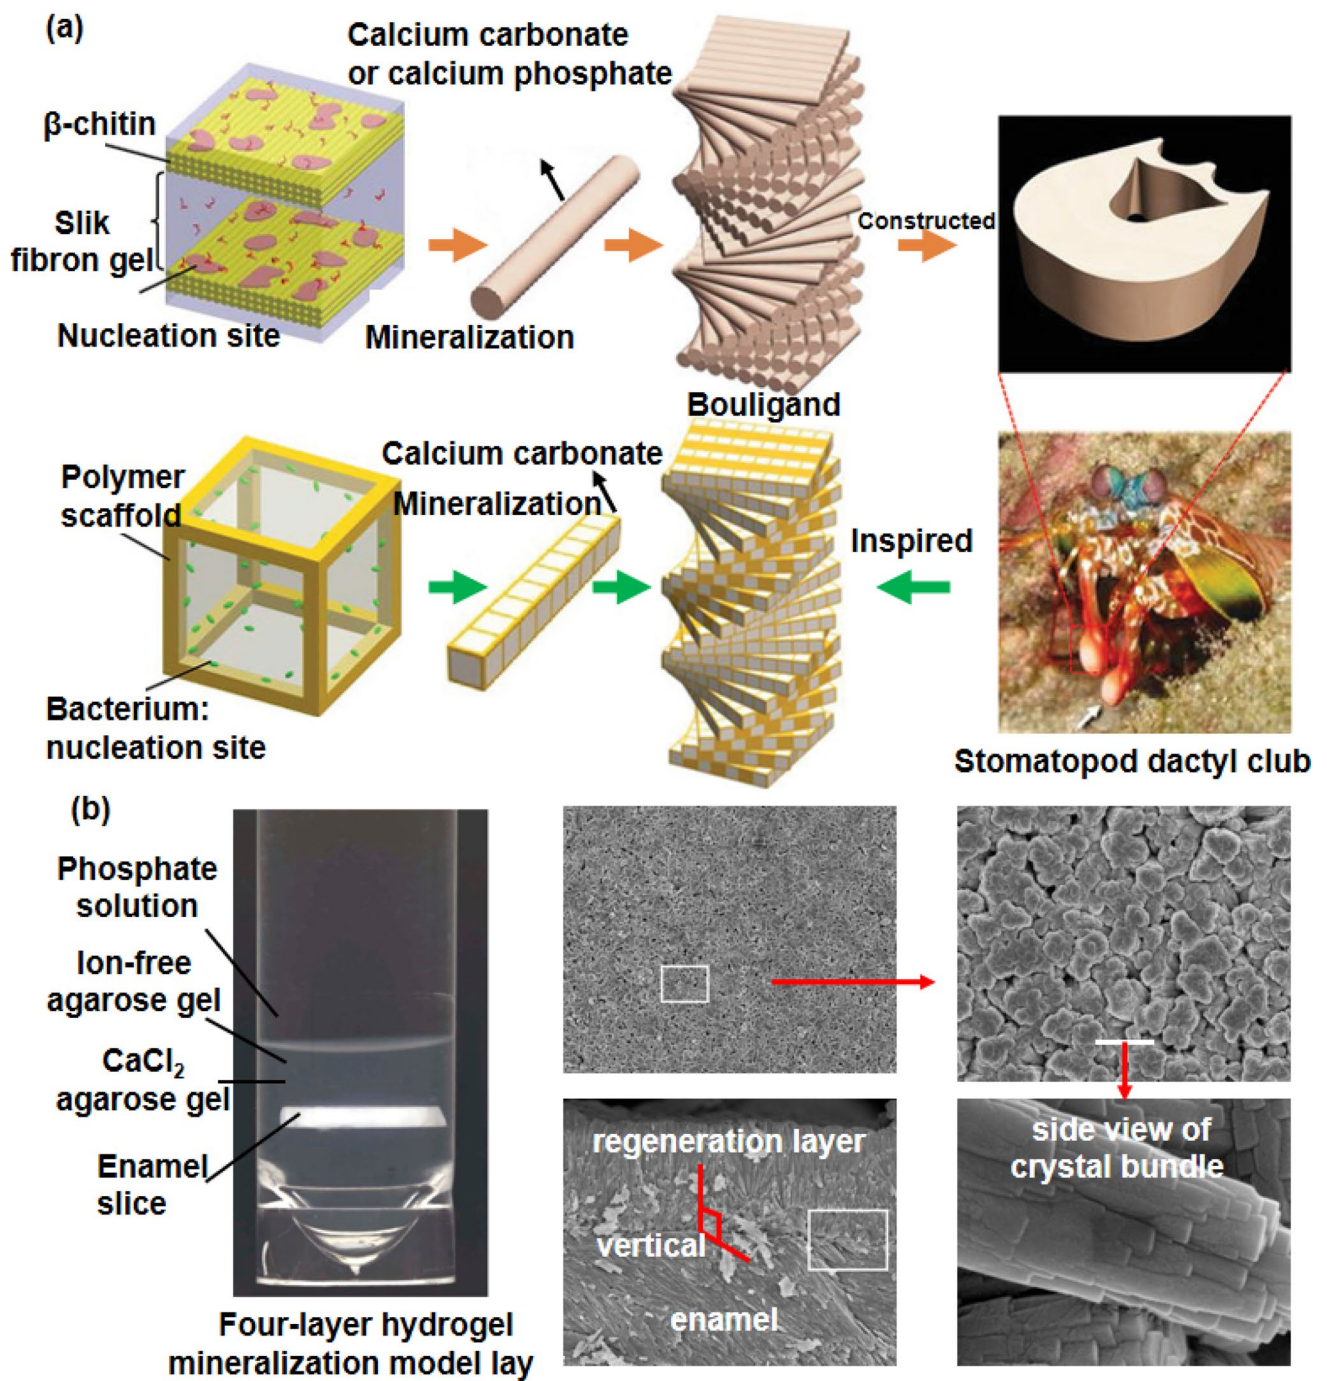 (a)
Calcium carbonate
or calcium phosphate
β-chitin
Slik
fibron gel
Nucleation site
Mineralization
Constructed
Bouligand
Polymer
scaffold
Calcium carbonate
Mineralization
Inspired
Bacterium:
nucleation site
Stomatopod dactyl club
(b)
Phosphate
solution
Ion-free
agarose gel
CaCl₂
agarose gel
Enamel
slice
Four-layer hydrogel
mineralization model lay
regeneration layer
vertical
enamel
side view of
crystal bundle